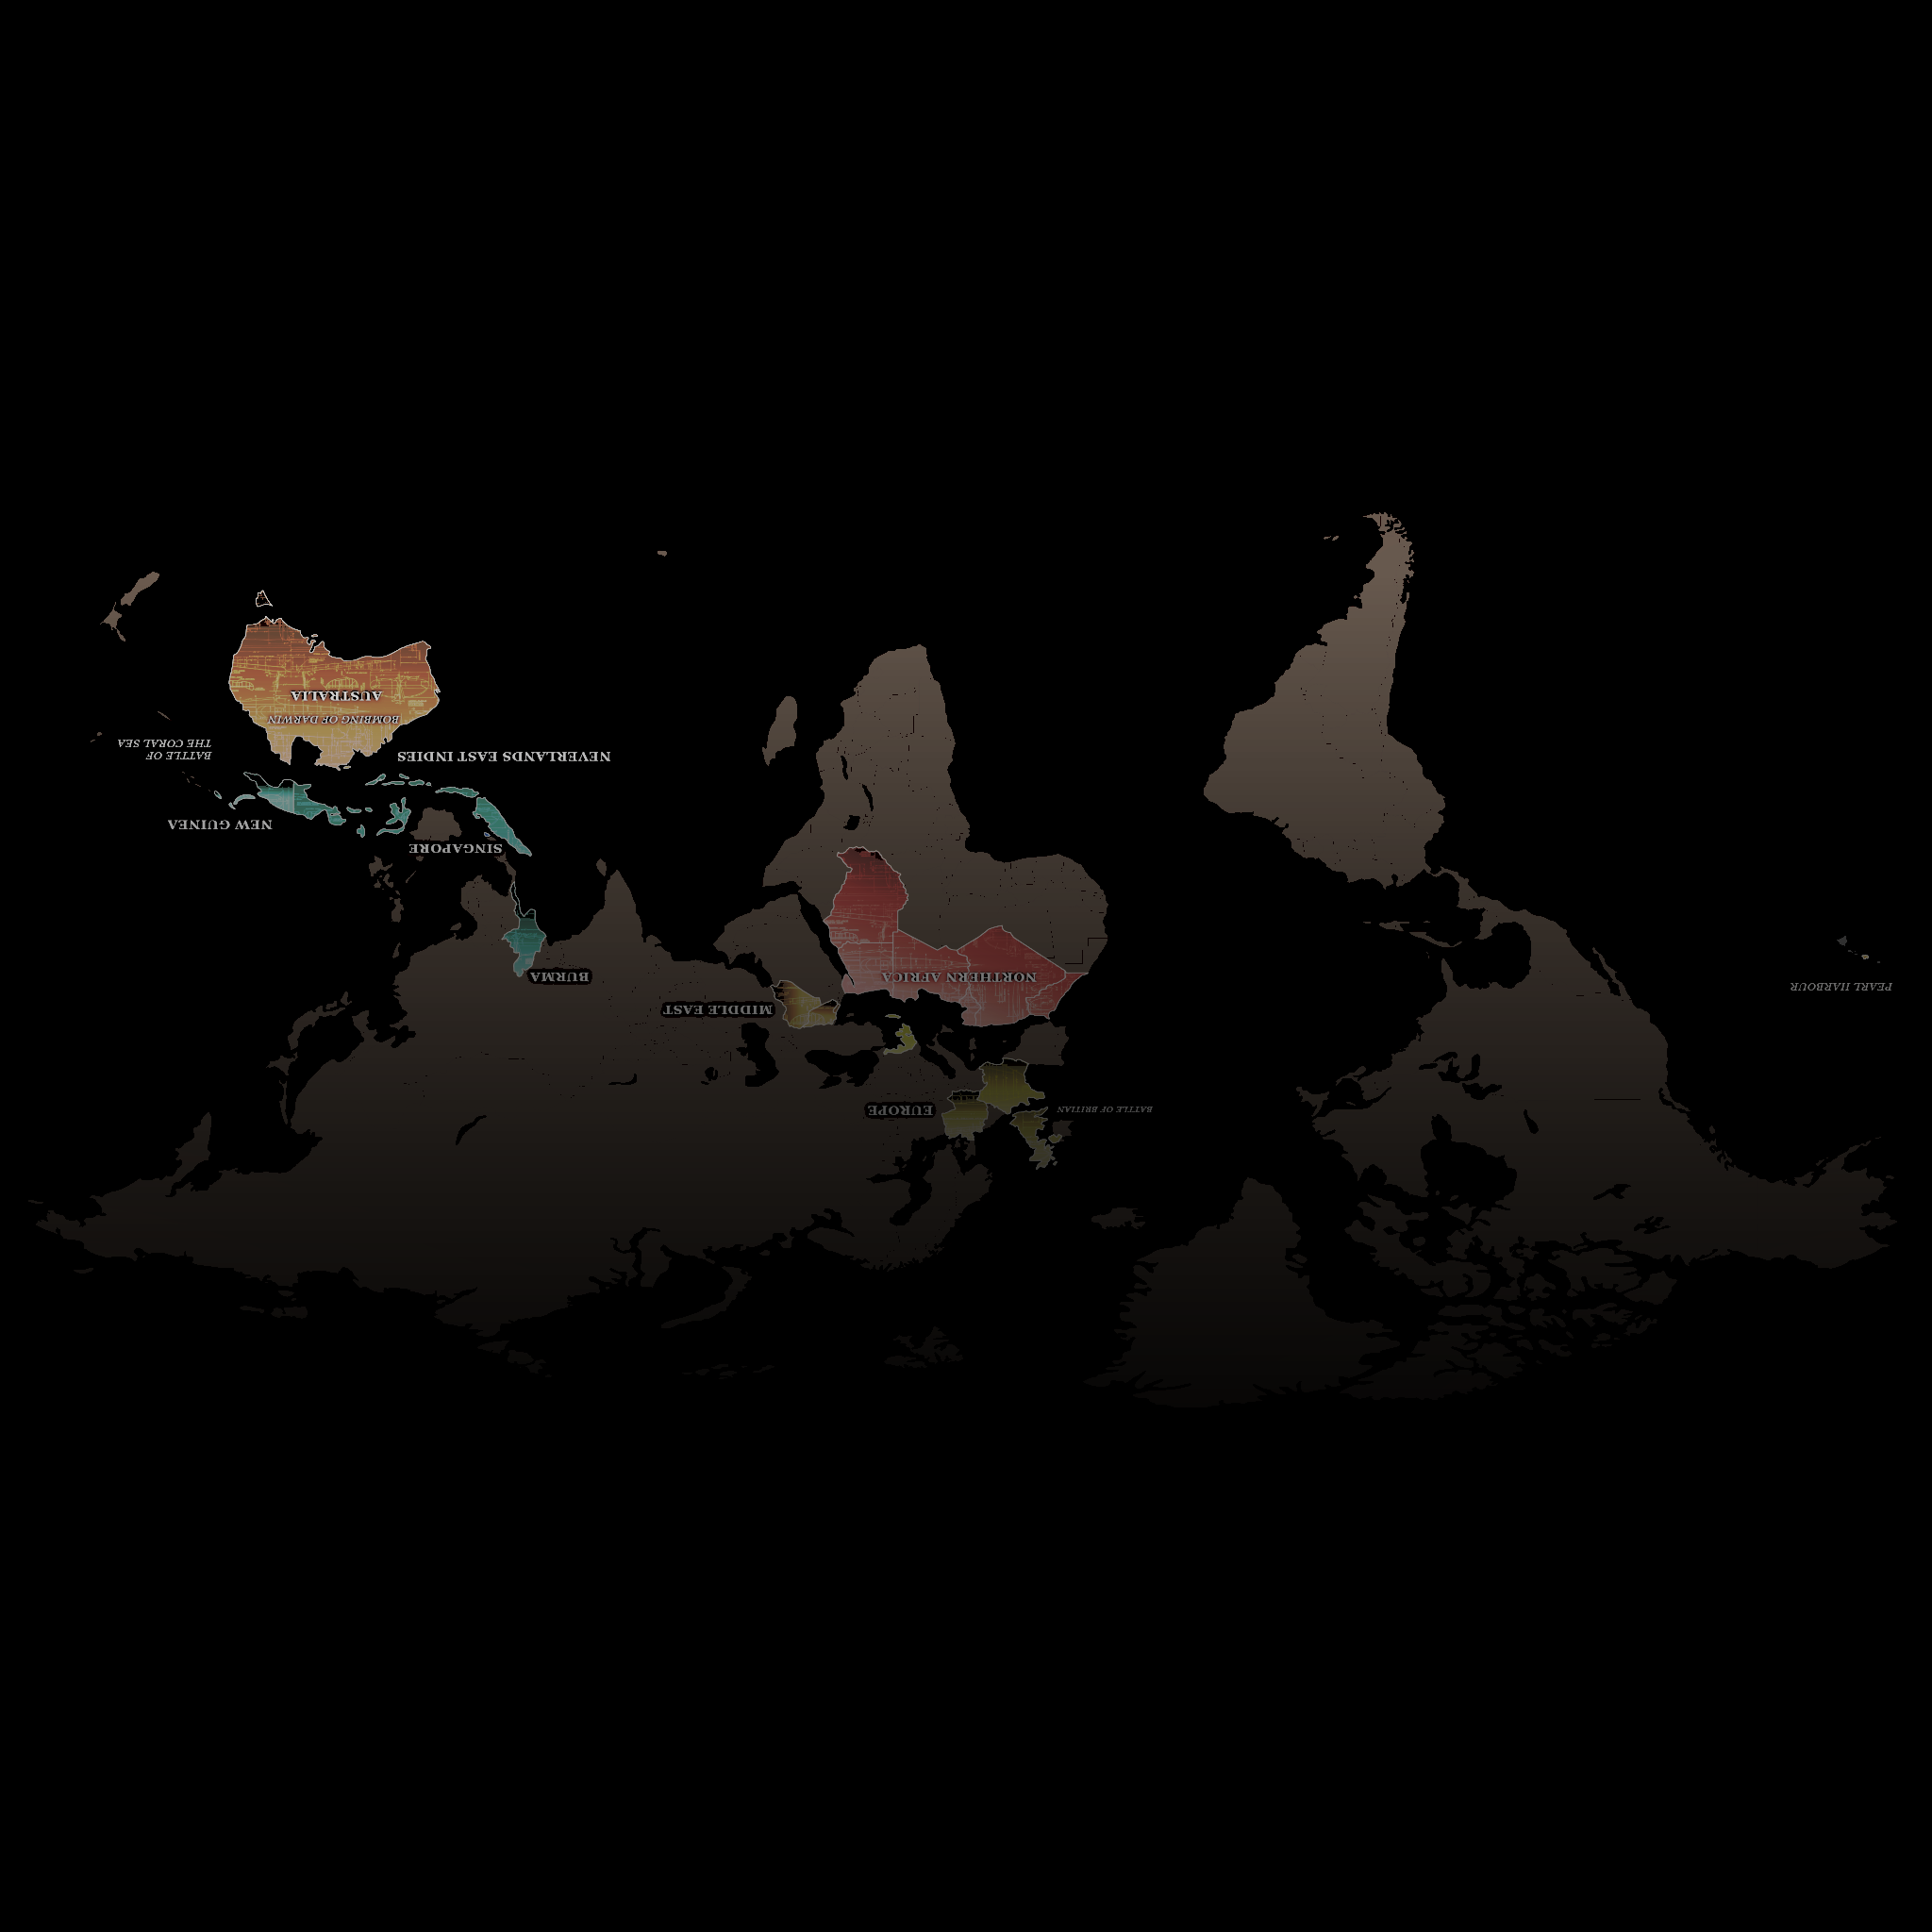 BATTLE OF BRITIAN
EUROPE
MIDDLE EAST
PEARL HARBOUR
NORTHERN AFRICA
BURMA
SINGAPORE
NEW GUINEA
NEVERLANDS EAST INDIES
BATTLE OF
THE CORAL SEA
BOMBING OF DARWIN
AUSTRALIA